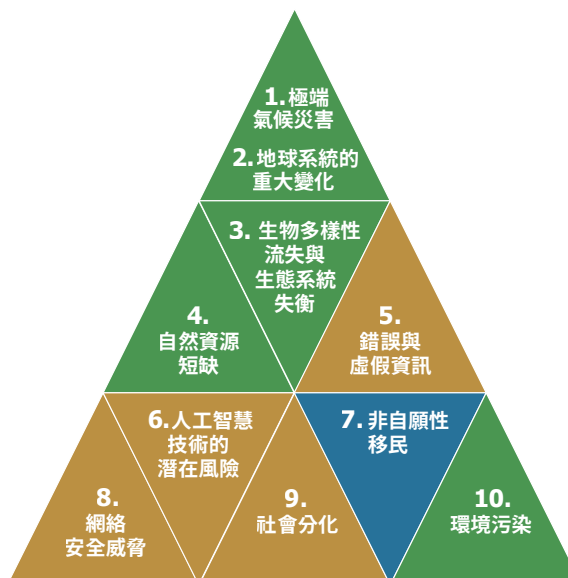 1.極端
氣候災害
2.地球系統的
重大變化
3. 生物多樣性
流失與
生態系統
失衡
4.
自然資源
短缺
5.
錯誤與
虛假資訊
6.人工智慧
技術的
潛在風險
7.非自願性
移民
8.
網絡
安全威脅
9.
社會分化
10.
環境污染